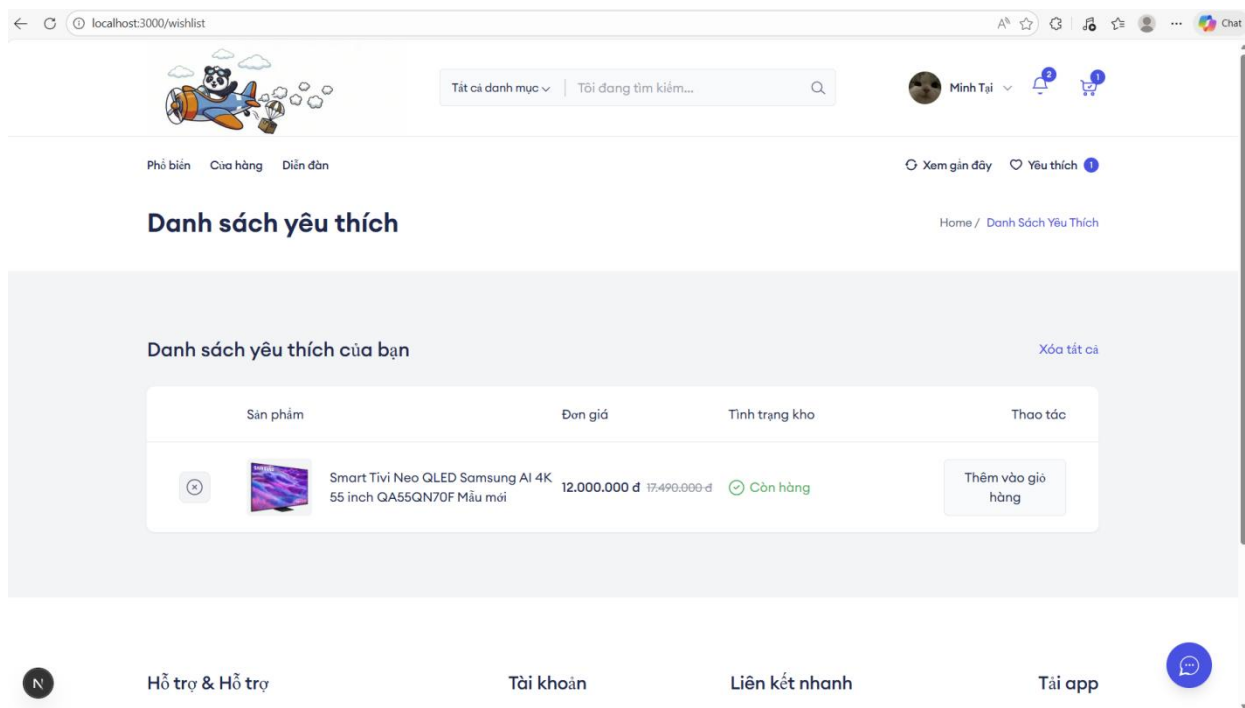 localhost:3000/wishlist
Chat
Tất cả danh mục
Tôi đang tìm kiếm...
Minh Tại
2
1
Phổ biến Cửa hàng Diễn đàn
Xem gần đây Yêu thích 1
Danh sách yêu thích
Home / Danh Sách Yêu Thích
Danh sách yêu thích của bạn
Xóa tất cả
Sản phẩm Đơn giá Tình trạng kho Thao tác
SAMSUNG
Smart Tivi Neo QLED Samsung AI 4K
55 inch QA55QN70F Mẫu mới
12.000.000 đ 17.490.000 đ
Còn hàng
Thêm vào giỏ
hàng
N
Hỗ trợ & Hỗ trợ Tài khoản Liên kết nhanh Tải app